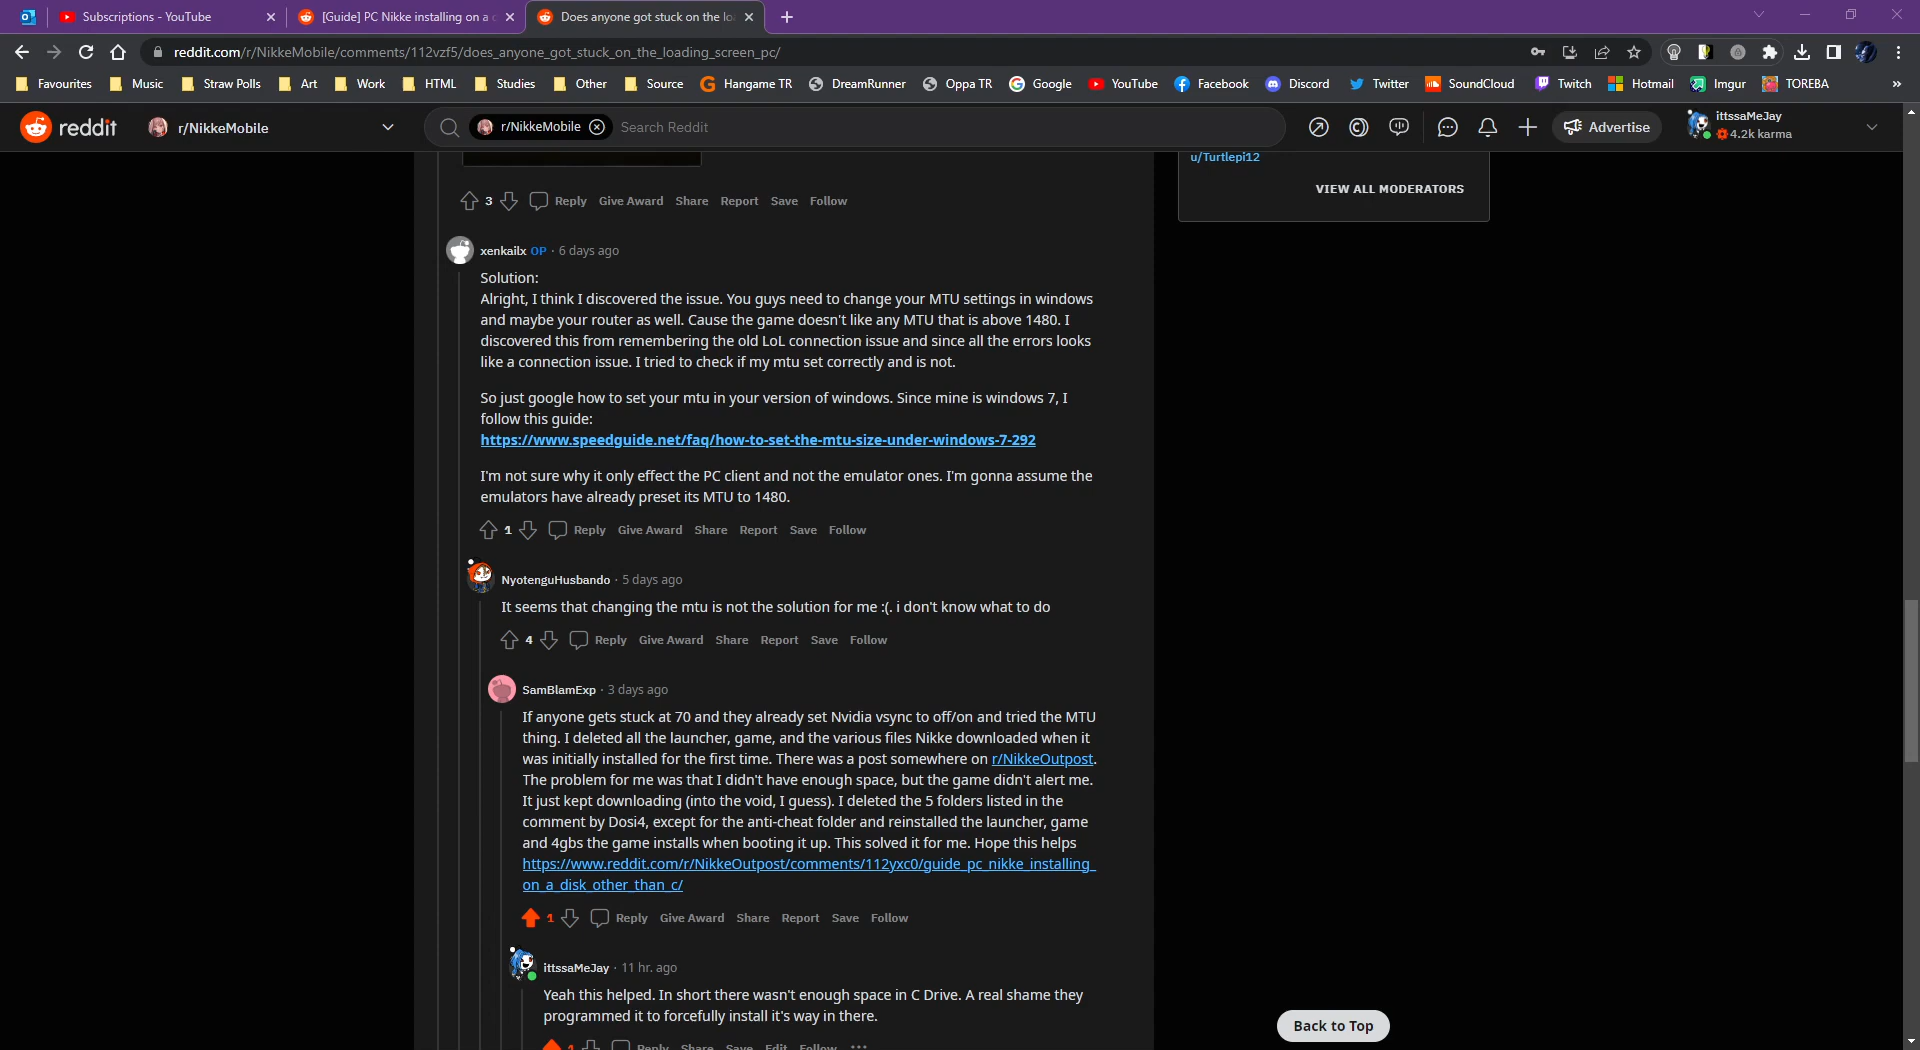 Subscriptions - YouTube
[Guide] PC Nikke installing on a
Does anyone got stuck on the
reddit.com/r/NikkeMobile/comments/112vzf5/does_anyone_got_stuck_on_the_loading_screen_pc/
Favourites Music Straw Polls Art Work HTML Studies Other Source Hangame TR DreamRunner Oppa TR Google YouTube Facebook Discord Twitter SoundCloud Twitch Hotmail Imgur TOREBA »
reddit r/NikkeMobile r/NikkeMobile Search Reddit Advertise ittssaMeJay
4.2k karma
u/Turtlepi12
VIEW ALL MODERATORS
3 Reply Give Award Share Report Save Follow
xenkailx OP · 6 days ago
Solution:
Alright, I think I discovered the issue. You guys need to change your MTU settings in windows
and maybe your router as well. Cause the game doesn't like any MTU that is above 1480. I
discovered this from remembering the old LoL connection issue and since all the errors looks
like a connection issue. I tried to check if my mtu set correctly and is not.
So just google how to set your mtu in your version of windows. Since mine is windows 7, I
follow this guide:
https://www.speedguide.net/faq/how-to-set-the-mtu-size-under-windows-7-292
I'm not sure why it only effect the PC client and not the emulator ones. I'm gonna assume the
emulators have already preset its MTU to 1480.
1 Reply Give Award Share Report Save Follow
NyotenguHusbando · 5 days ago
It seems that changing the mtu is not the solution for me :(. i don't know what to do
4 Reply Give Award Share Report Save Follow
SamBlamExp · 3 days ago
If anyone gets stuck at 70 and they already set Nvidia vsync to off/on and tried the MTU
thing. I deleted all the launcher, game, and the various files Nikke downloaded when it
was initially installed for the first time. There was a post somewhere on r/NikkeOutpost.
The problem for me was that I didn't have enough space, but the game didn't alert me.
It just kept downloading (into the void, I guess). I deleted the 5 folders listed in the
comment by Dosi4, except for the anti-cheat folder and reinstalled the launcher, game
and 4gbs the game installs when booting it up. This solved it for me. Hope this helps
https://www.reddit.com/r/NikkeOutpost/comments/112yxc0/guide_pc_nikke_installing_
on_a_disk_other_than_c/
1 Reply Give Award Share Report Save Follow
ittssaMeJay · 11 hr. ago
Yeah this helped. In short there wasn't enough space in C Drive. A real shame they
programmed it to forcefully install it's way in there.
1 Reply Share Save Edit Follow
Back to Top